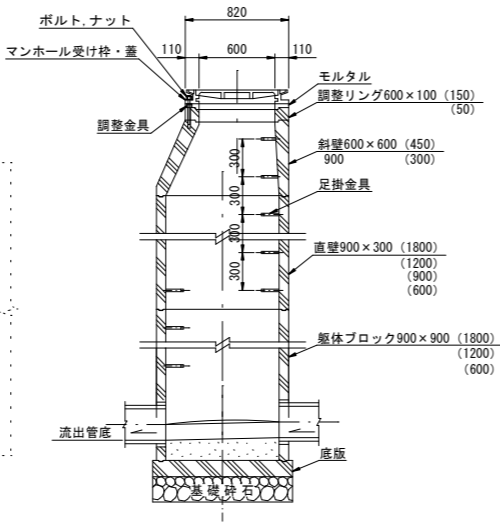 820
ボルト,ナット
110
600
110
マンホール受け枠・蓋
モルタル
調整リング600×100（150）
（50）
調整金具
斜壁600×600（450）
900 （300）
300
足掛金具
300
300
直壁900×300（1800）
（1200）
（900）
（600）
300
躯体ブロック900×900（1800）
（1200）
（600）
流出管底
底版
基礎砕石